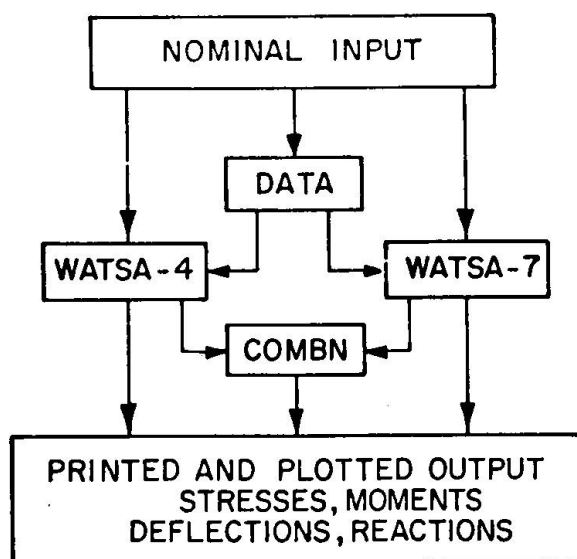 NOMINAL INPUT
DATA
WATSA-4
WATSA-7
COMBN
PRINTED AND PLOTTED OUTPUT
STRESSES, MOMENTS
DEFLECTIONS, REACTIONS